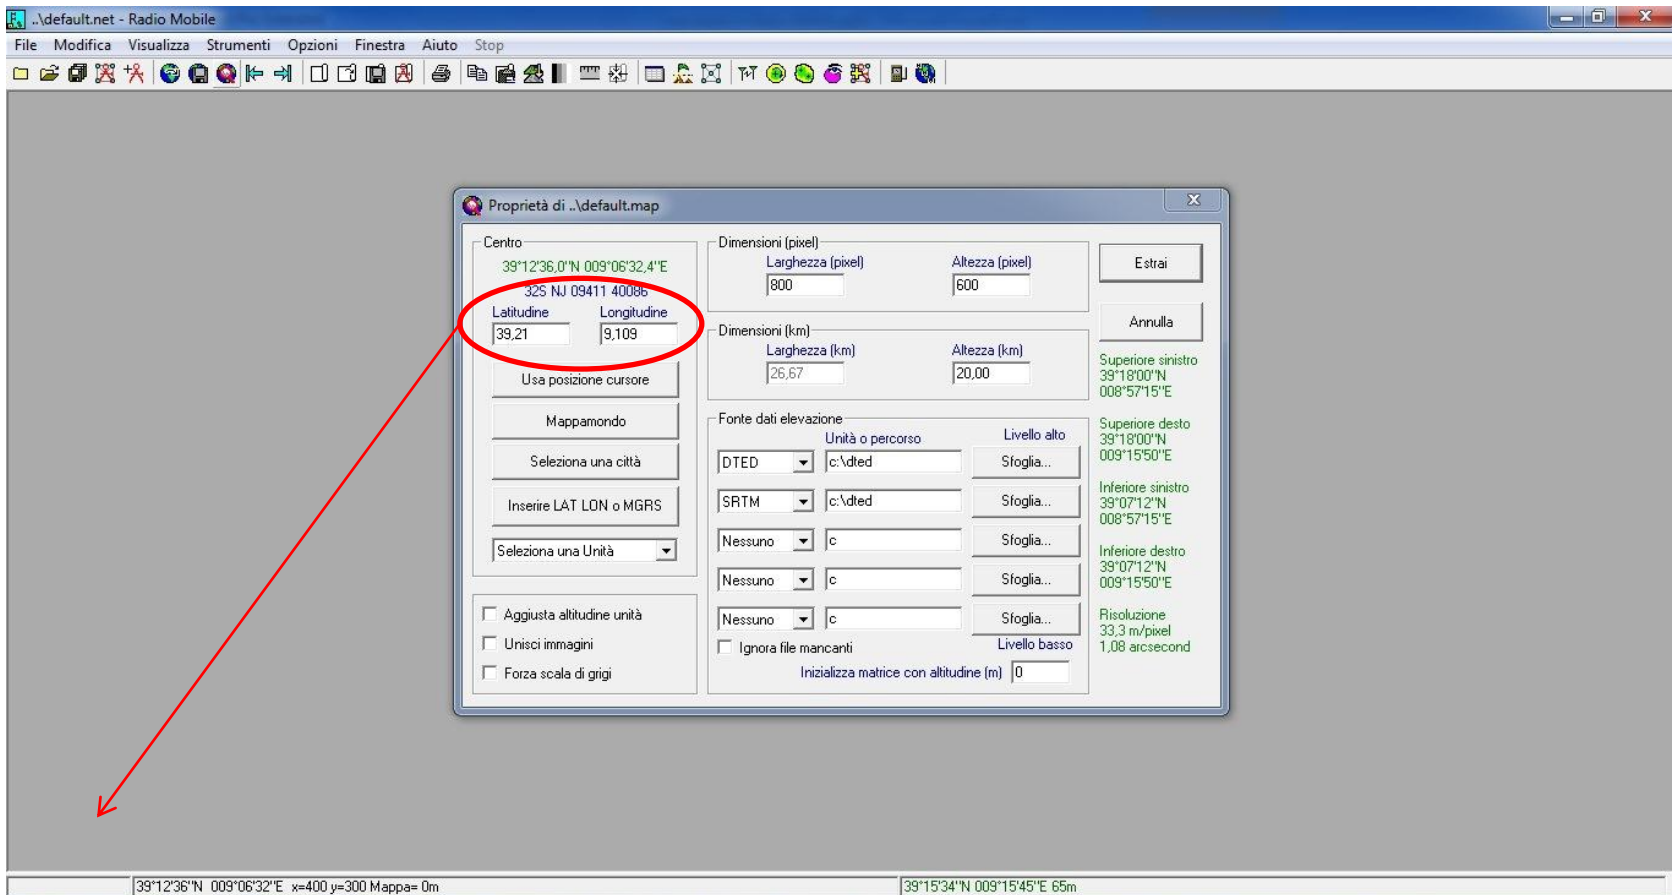 ..\default.net - Radio Mobile
File Modifica Visualizza Strumenti Opzioni Finestra Aiuto Stop
Proprietà di ..\default.map
Centro
39°12'36,0''N 009°06'32,4''E
32S NJ 09411 40086
Latitudine Longitudine
39,21 9,109
Usa posizione cursore
Mappamondo
Seleziona una città
Inserire LAT LON o MGRS
Seleziona una Unità
Aggiusta altitudine unità
Unisci immagini
Forza scala di grigi
Dimensioni (pixel)
Larghezza (pixel) Altezza (pixel)
800 600
Dimensioni (km)
Larghezza (km) Altezza (km)
26,67 20,00
Fonte dati elevazione
Unità o percorso Livello alto
DTED c:\dted Sfoglia...
SRTM c:\dted Sfoglia...
Nessuno c Sfoglia...
Nessuno c Sfoglia...
Nessuno c Sfoglia...
Ignora file mancanti Livello basso
Inizializza matrice con altitudine (m) 0
Estrai
Annulla
Superiore sinistro
39°18'00''N
008°57'15''E
Superiore desto
39°18'00''N
009°15'50''E
Inferiore sinistro
39°07'12''N
008°57'15''E
Inferiore destro
39°07'12''N
009°15'50''E
Risoluzione
33,3 m/pixel
1,08 arcsecond
39°12'36''N 009°06'32''E x=400 y=300 Mappa= 0m
39°15'34''N 009°15'45''E 65m